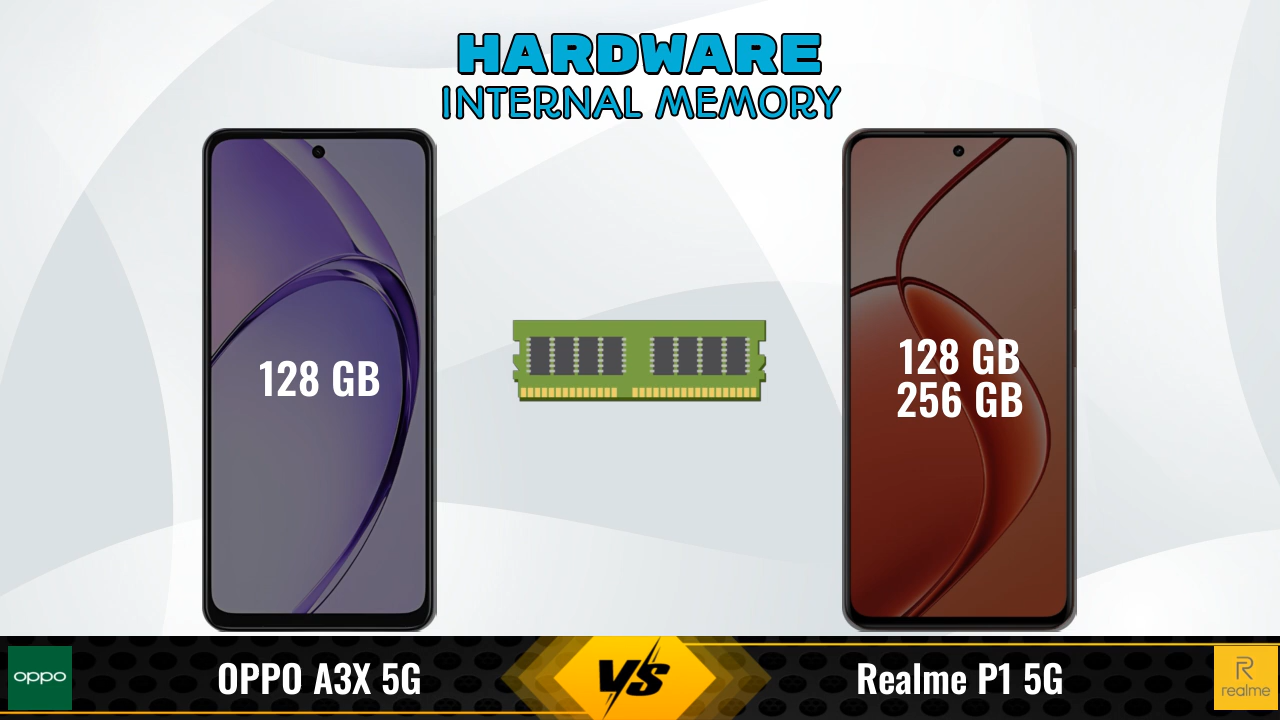 HARDWARE
INTERNAL MEMORY
128 GB
128 GB
256 GB
oppo
OPPO A3X 5G
VS
Realme P1 5G
R
realme